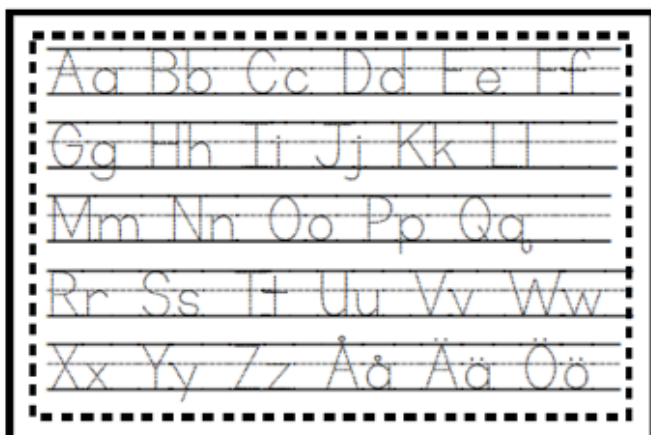 Aa Bb Cc Dd Ee Ff
Gg Hh Ii Jj Kk Ll
Mm Nn Oo Pp Qq
Rr Ss Tt Uu Vv Ww
Xx Yy Zz Åå Ää Öö